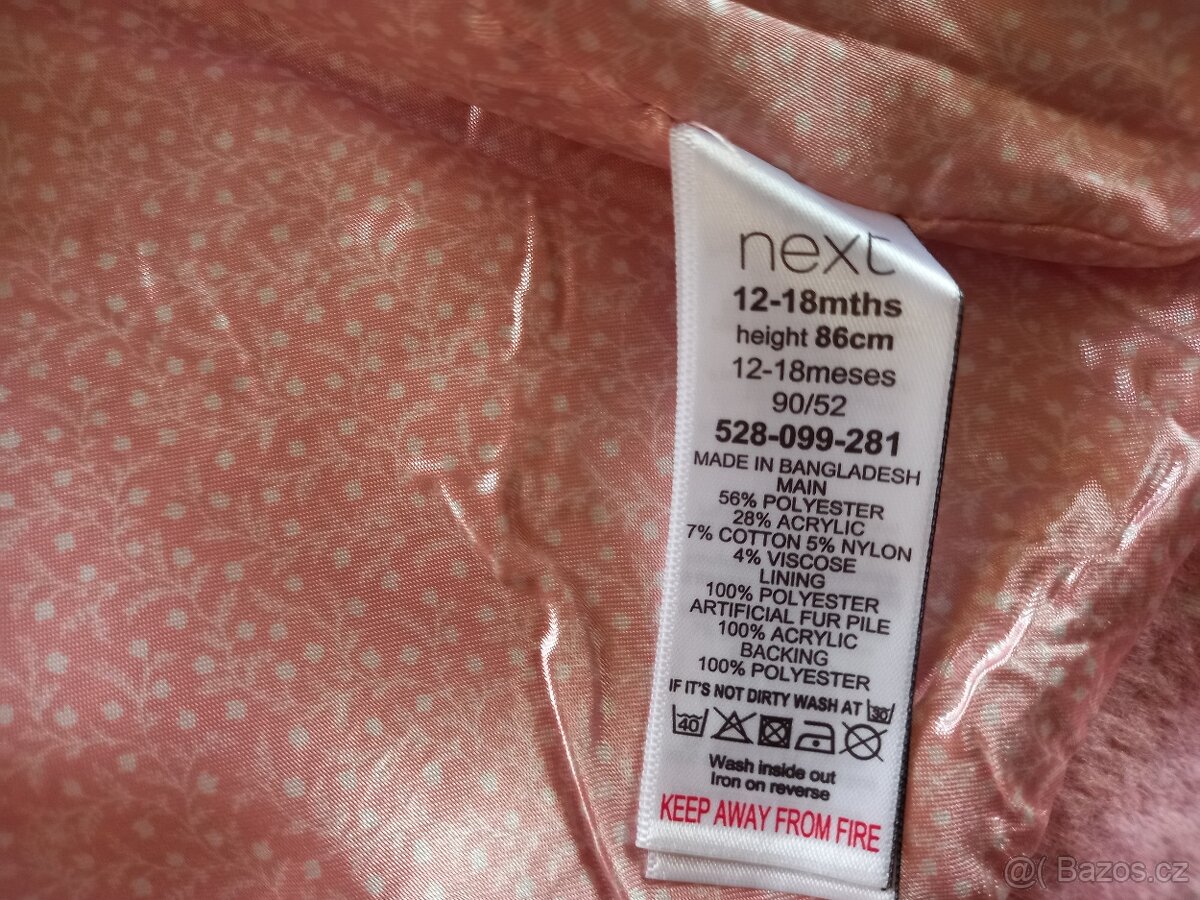 next
12-18mths
height 86cm
12-18meses
90/52
528-099-281
MADE IN BANGLADESH
MAIN
56% POLYESTER
28% ACRYLIC
7% COTTON 5% NYLON
4% VISCOSE
LINING
100% POLYESTER
ARTIFICIAL FUR PILE
100% ACRYLIC
BACKING
100% POLYESTER
IF IT'S NOT DIRTY WASH AT 30
40
Wash inside out
Iron on reverse
KEEP AWAY FROM FIRE
@( Bazos.cz